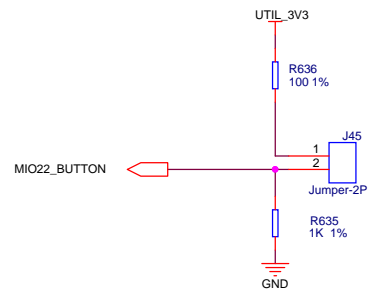 UTIL_3V3
R636
100 1%
J45
1
2
MIO22_BUTTON
Jumper-2P
R635
1K 1%
GND